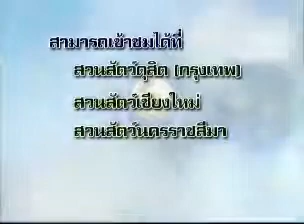 สามารถเข้าชมได้ที่
สวนสัตว์ดุสิต (กรุงเทพ)
สวนสัตว์เชียงใหม่
สวนสัตว์นครราชสีมา